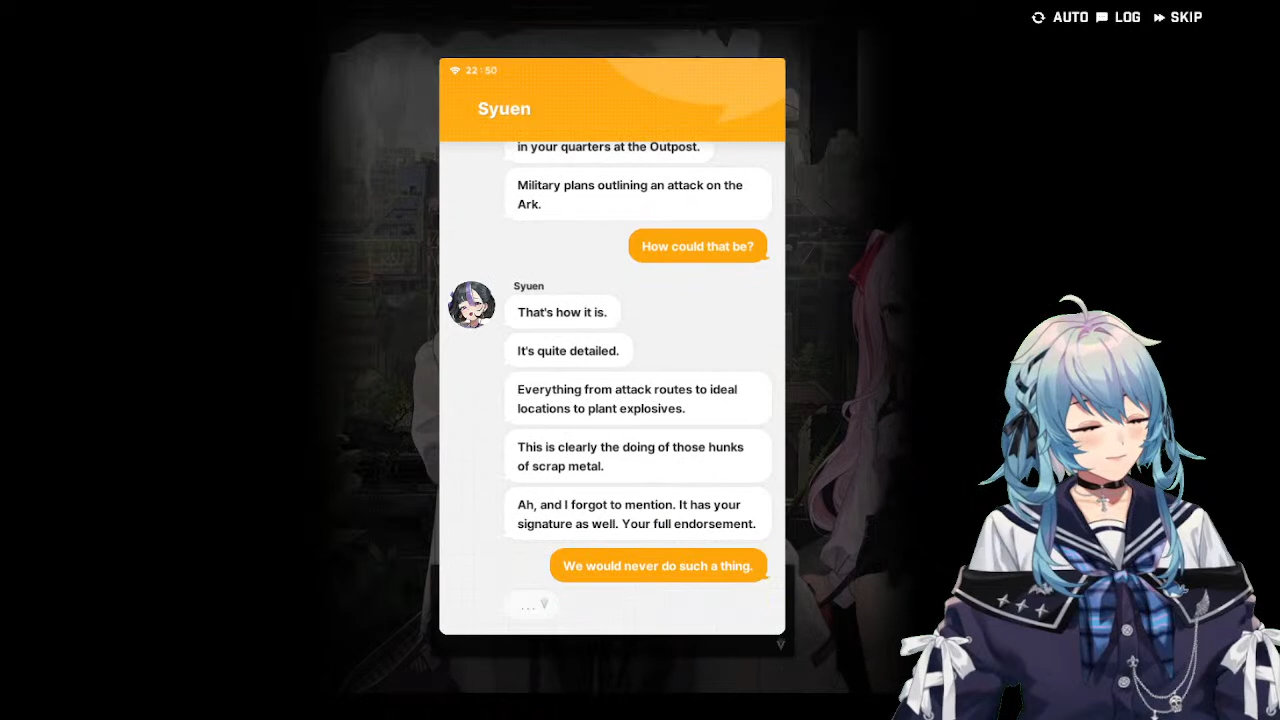 AUTO LOG SKIP
22:50
Syuen
in your quarters at the Outpost.
Military plans outlining an attack on the
Ark.
How could that be?
Syuen
That's how it is.
It's quite detailed.
Everything from attack routes to ideal
locations to plant explosives.
This is clearly the doing of those hunks
of scrap metal.
Ah, and I forgot to mention. It has your
signature as well. Your full endorsement.
We would never do such a thing.
...